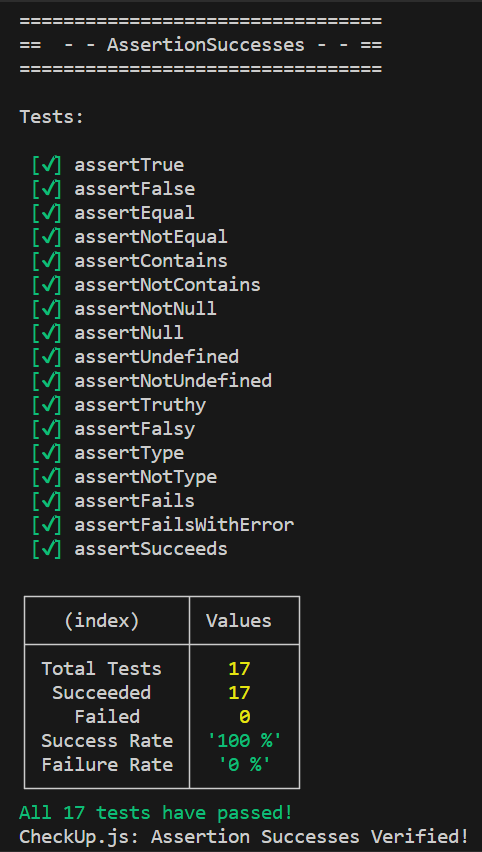 =================================
==  - - AssertionSuccesses - - ==
=================================
Tests:
[✓] assertTrue
[✓] assertFalse
[✓] assertEqual
[✓] assertNotEqual
[✓] assertContains
[✓] assertNotContains
[✓] assertNotNull
[✓] assertNull
[✓] assertUndefined
[✓] assertNotUndefined
[✓] assertTruthy
[✓] assertFalsy
[✓] assertType
[✓] assertNotType
[✓] assertFails
[✓] assertFailsWithError
[✓] assertSucceeds
(index) Values
Total Tests 17
Succeeded 17
Failed 0
Success Rate '100 %'
Failure Rate '0 %'
All 17 tests have passed!
CheckUp.js: Assertion Successes Verified!